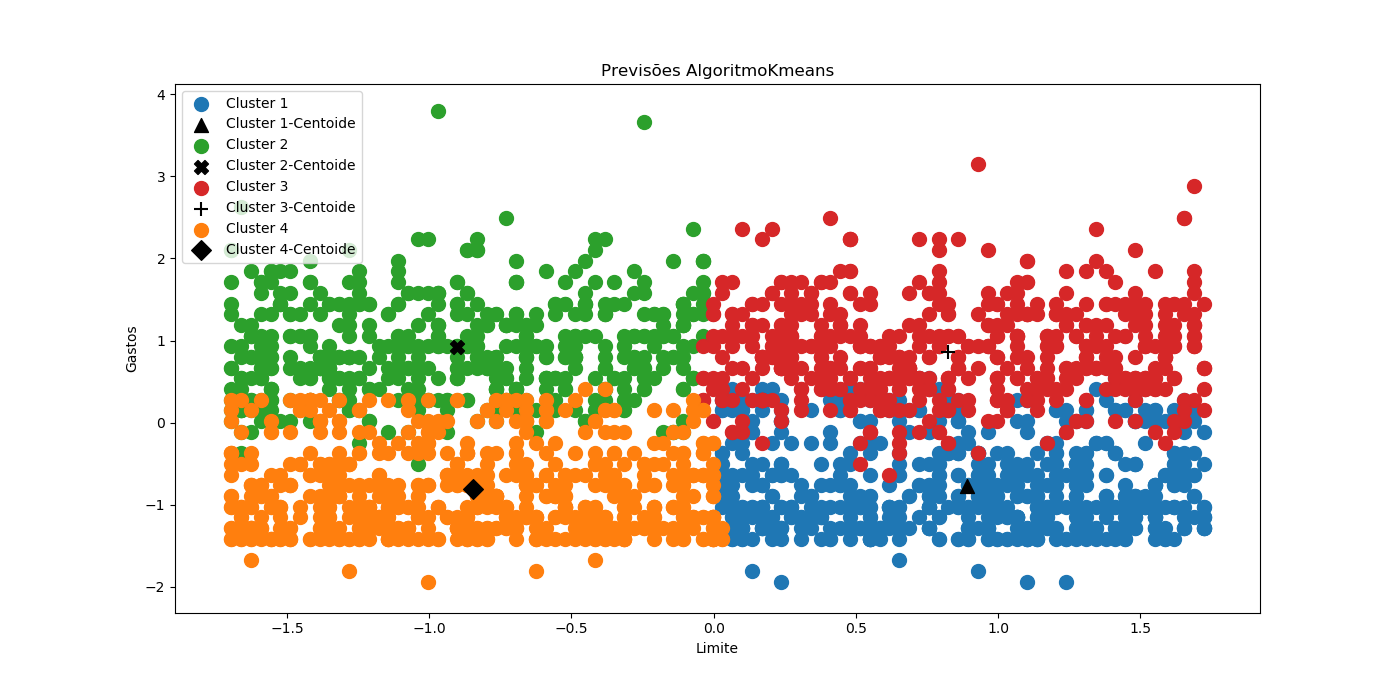 Previsões AlgoritmoKmeans
Cluster 1
Cluster 1-Centoide
Cluster 2
Cluster 2-Centoide
Cluster 3
Cluster 3-Centoide
Cluster 4
Cluster 4-Centoide
Gastos
4
3
2
1
0
−1
−2
−1.5 −1.0 −0.5 0.0 0.5 1.0 1.5
Limite